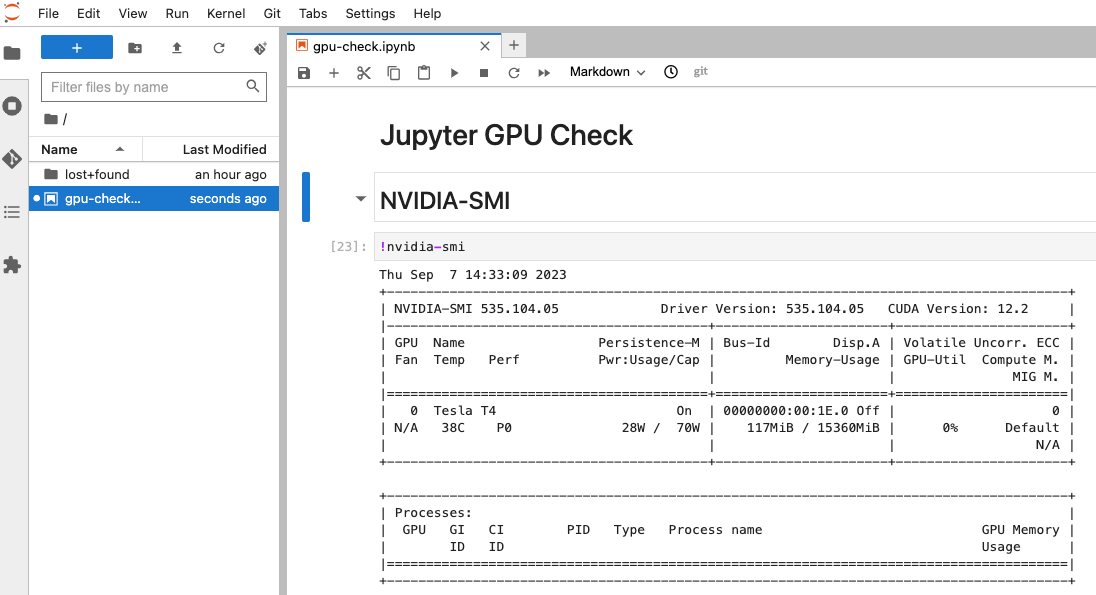 File Edit View Run Kernel Git Tabs Settings Help
+
Filter files by name
/
Name Last Modified
lost+found an hour ago
gpu-check... seconds ago
gpu-check.ipynb
Markdown git
Jupyter GPU Check
NVIDIA-SMI
[23]: !nvidia-smi
Thu Sep  7 14:33:09 2023
+---------------------------------------------------------------------------------------+
| NVIDIA-SMI 535.104.05             Driver Version: 535.104.05   CUDA Version: 12.2     |
|-----------------------------------------+----------------------+----------------------+
| GPU  Name                 Persistence-M | Bus-Id        Disp.A | Volatile Uncorr. ECC |
| Fan  Temp   Perf          Pwr:Usage/Cap |         Memory-Usage | GPU-Util  Compute M. |
|                                         |                      |               MIG M. |
|=========================================+======================+======================|
|   0  Tesla T4                       On  | 00000000:00:1E.0 Off |                    0 |
| N/A   38C    P0              28W /  70W |    117MiB / 15360MiB |      0%      Default |
|                                         |                      |                  N/A |
+-----------------------------------------+----------------------+----------------------+
+---------------------------------------------------------------------------------------+
| Processes:                                                                            |
|  GPU   GI   CI        PID   Type   Process name                            GPU Memory |
|        ID   ID                                                             Usage      |
|=======================================================================================|
+---------------------------------------------------------------------------------------+